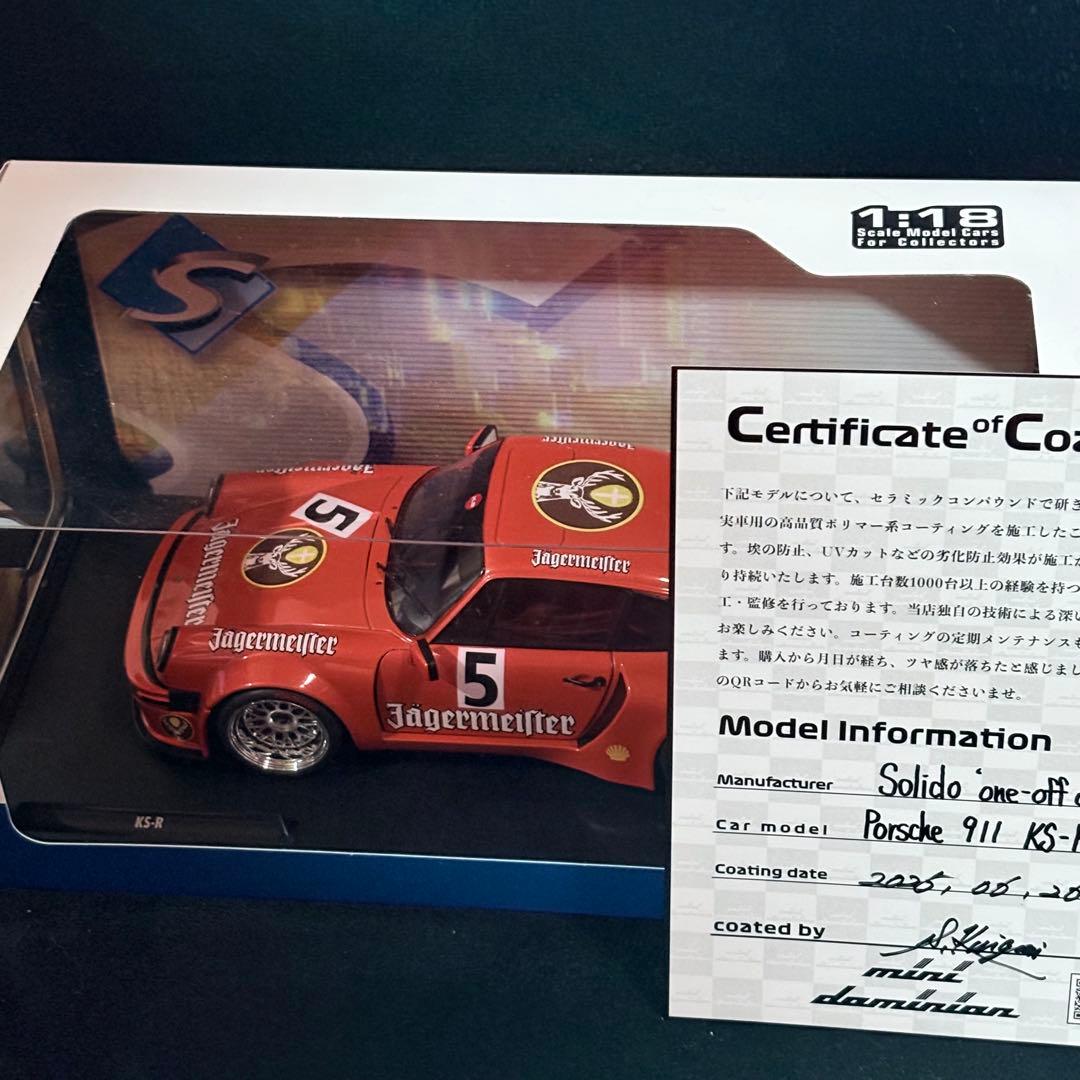 1:18
Scale Model Cars
For Collectors
S
Jägermeister
Jägermeister
5
Jägermeister
Jägermeister
Jägermeister
5
Jägermeister
KS-R
Certificate of Coa
下記モデルについて、セラミックコンパウンドで研き
実車用の高品質ポリマー系コーティングを施工したこ
す。埃の防止、UVカットなどの劣化防止効果が施工か
り持続いたします。施工台数1000台以上の経験を持つ
工・監修を行っております。当店独自の技術による深い
お楽しみください。コーティングの定期メンテナンスも
ます。購入から月日が経ち、ツヤ感が落ちたと感じまし
のQRコードからお気軽にご相談くださいませ。
Model Information
Manufacturer Solido 'one-off
Car model Porsche 911 KS-
Coating date
coated by
mini
daminian